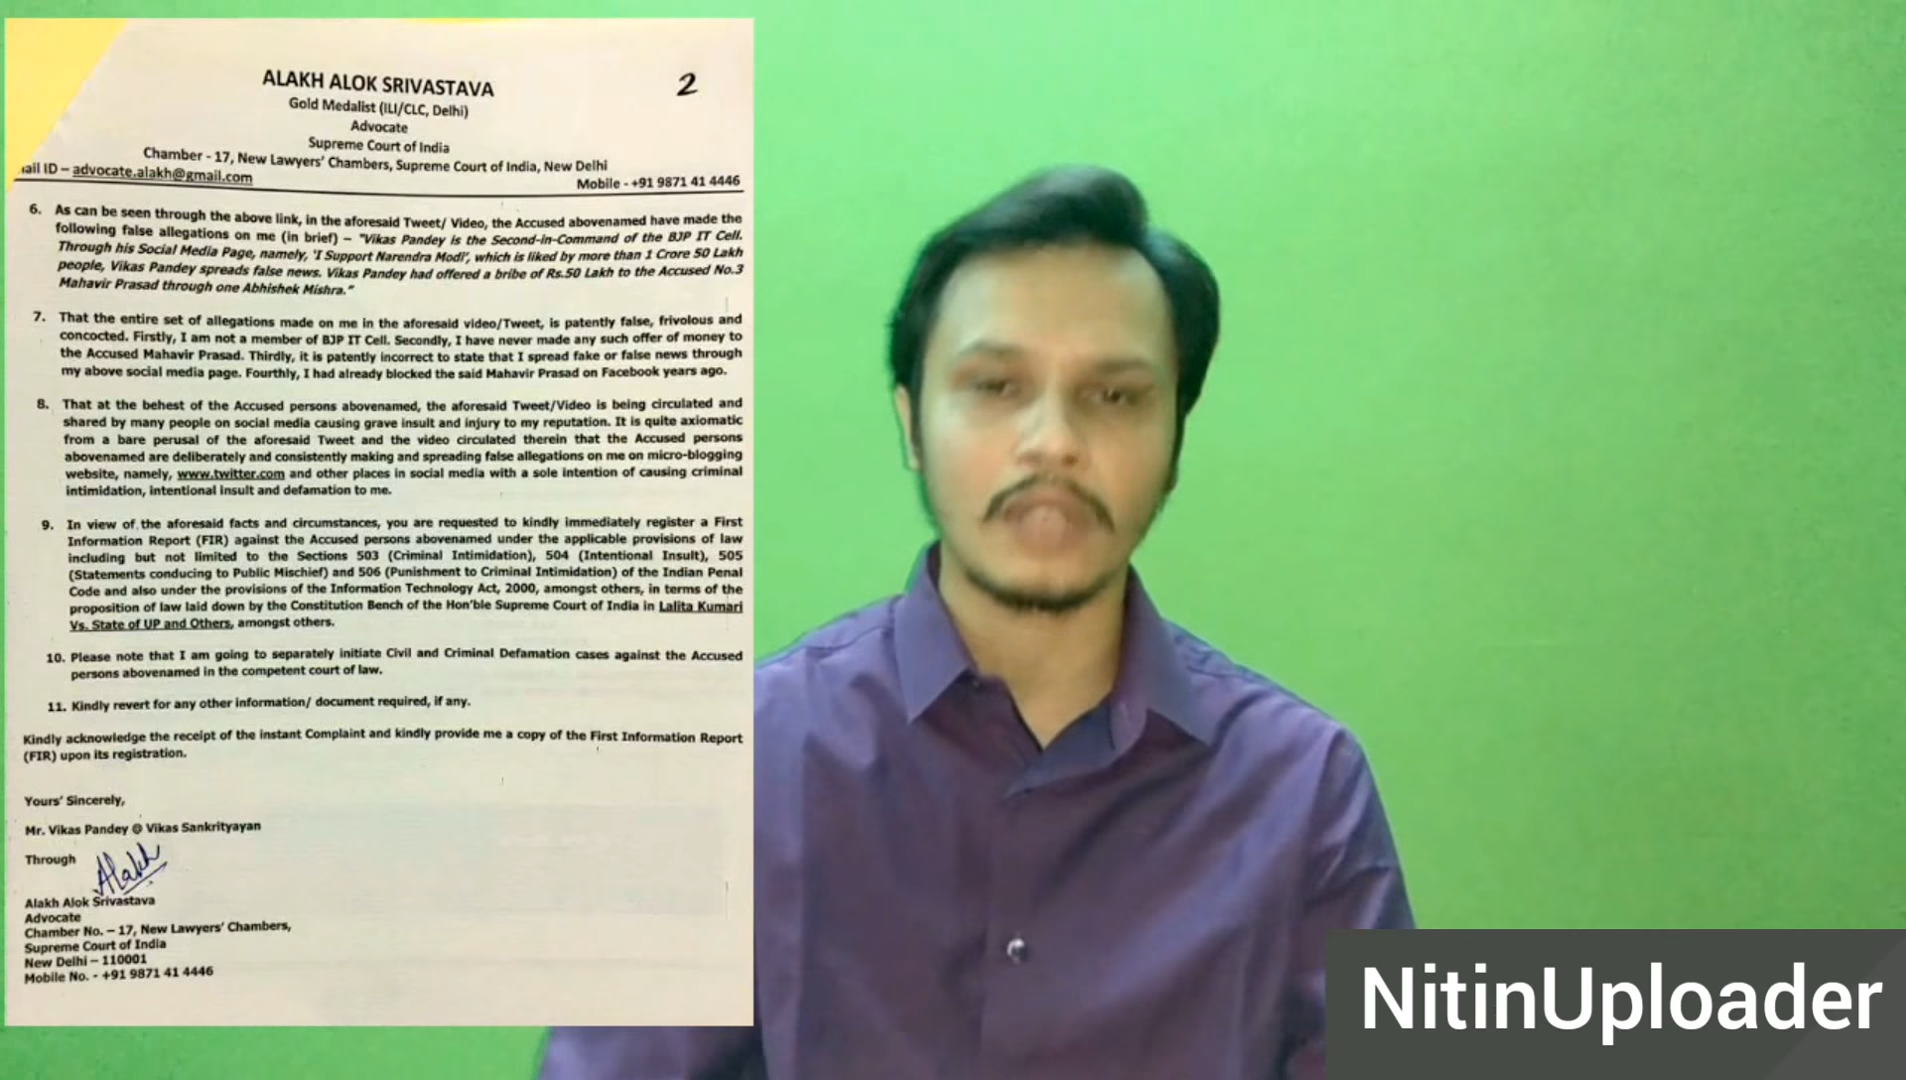 ALAKH ALOK SRIVASTAVA
2
Gold Medalist (ILI/CLC, Delhi)
Advocate
Supreme Court of India
Chamber - 17, New Lawyers' Chambers, Supreme Court of India, New Delhi
ail ID – advocate.alakh@gmail.com
Mobile - +91 9871 41 4446
6. As can be seen through the above link, in the aforesaid Tweet/ Video, the Accused abovenamed have made the
following false allegations on me (in brief) – "Vikas Pandey is the Second-in-Command of the BJP IT Cell.
Through his Social Media Page, namely, 'I Support Narendra Modi', which is liked by more than 1 Crore 50 Lakh
people, Vikas Pandey spreads false news. Vikas Pandey had offered a bribe of Rs.50 Lakh to the Accused No.3
Mahavir Prasad through one Abhishek Mishra."
7. That the entire set of allegations made on me in the aforesaid video/Tweet, is patently false, frivolous and
concocted. Firstly, I am not a member of BJP IT Cell. Secondly, I have never made any such offer of money to
the Accused Mahavir Prasad. Thirdly, it is patently incorrect to state that I spread fake or false news through
my above social media page. Fourthly, I had already blocked the said Mahavir Prasad on Facebook years ago.
8. That at the behest of the Accused persons abovenamed, the aforesaid Tweet/Video is being circulated and
shared by many people on social media causing grave insult and injury to my reputation. It is quite axiomatic
from a bare perusal of the aforesaid Tweet and the video circulated therein that the Accused persons
abovenamed are deliberately and consistently making and spreading false allegations on me on micro-blogging
website, namely, www.twitter.com and other places in social media with a sole intention of causing criminal
intimidation, intentional insult and defamation to me.
9. In view of the aforesaid facts and circumstances, you are requested to kindly immediately register a First
Information Report (FIR) against the Accused persons abovenamed under the applicable provisions of law
including but not limited to the Sections 503 (Criminal Intimidation), 504 (Intentional Insult), 505
(Statements conducing to Public Mischief) and 506 (Punishment to Criminal Intimidation) of the Indian Penal
Code and also under the provisions of the Information Technology Act, 2000, amongst others, in terms of the
proposition of law laid down by the Constitution Bench of the Hon'ble Supreme Court of India in Lalita Kumari
Vs. State of UP and Others, amongst others.
10. Please note that I am going to separately initiate Civil and Criminal Defamation cases against the Accused
persons abovenamed in the competent court of law.
11. Kindly revert for any other information/ document required, if any.
Kindly acknowledge the receipt of the instant Complaint and kindly provide me a copy of the First Information Report
(FIR) upon its registration.
Yours' Sincerely,
Mr. Vikas Pandey @ Vikas Sankrityayan
Through
Alakh
Alakh Alok Srivastava
Advocate
Chamber No. – 17, New Lawyers' Chambers,
Supreme Court of India
New Delhi – 110001
Mobile No. - +91 9871 41 4446
NitinUploader